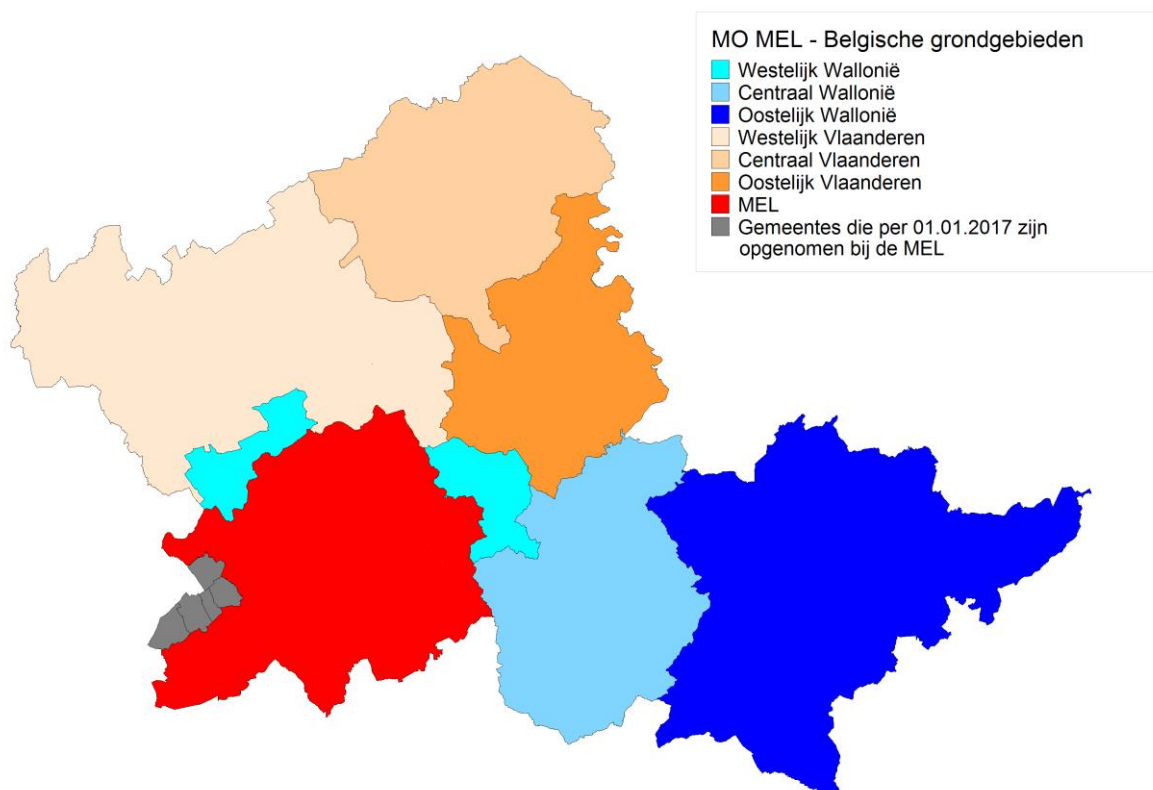 MO MEL - Belgische grondgebieden
Westelijk Wallonië
Centraal Wallonië
Oostelijk Wallonië
Westelijk Vlaanderen
Centraal Vlaanderen
Oostelijk Vlaanderen
MEL
Gemeentes die per 01.01.2017 zijn
opgenomen bij de MEL